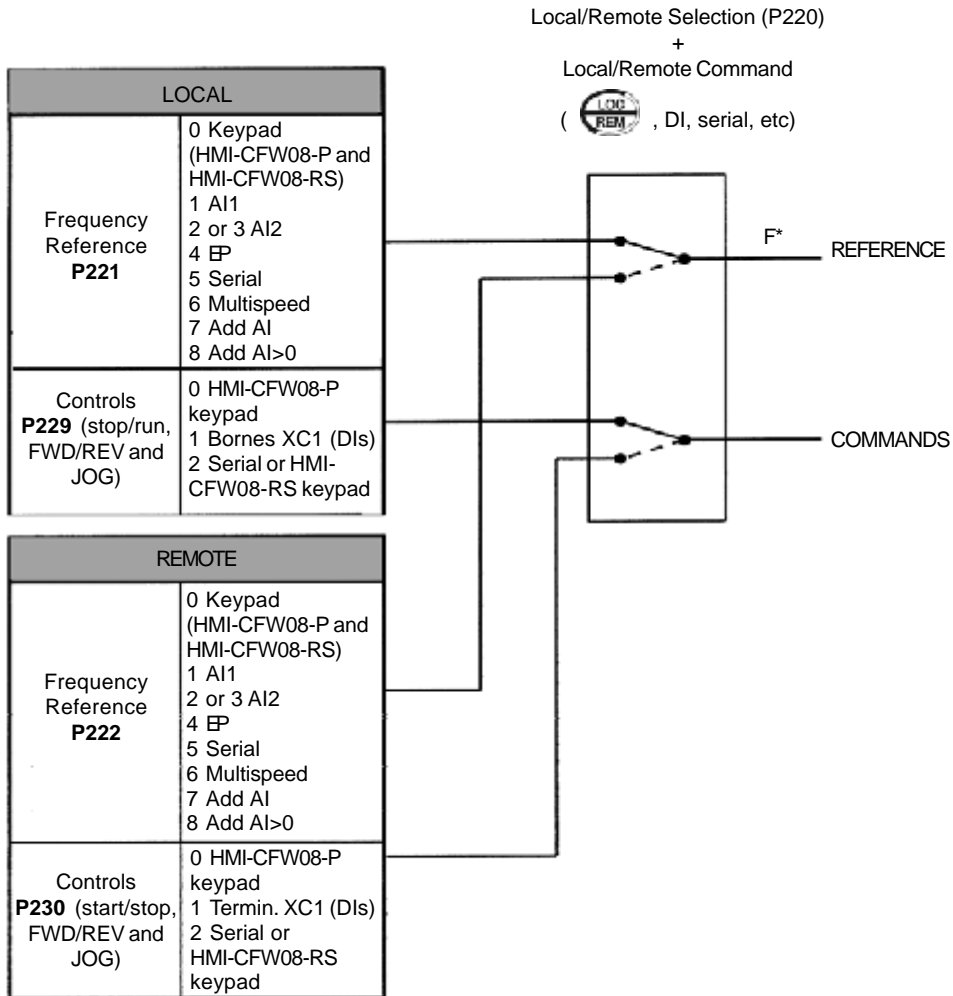 Local/Remote Selection (P220)
+
Local/Remote Command
( LOC REM , DI, serial, etc)
LOCAL
Frequency
Reference
P221
0 Keypad
(HMI-CFW08-P and
HMI-CFW08-RS)
1 AI1
2 or 3 AI2
4 EP
5 Serial
6 Multispeed
7 Add AI
8 Add AI>0
Controls
P229 (stop/run,
FWD/REV and
JOG)
0 HMI-CFW08-P
keypad
1 Bornes XC1 (DIs)
2 Serial or HMI-
CFW08-RS keypad
F*
REFERENCE
COMMANDS
REMOTE
Frequency
Reference
P222
0 Keypad
(HMI-CFW08-P and
HMI-CFW08-RS)
1 AI1
2 or 3 AI2
4 EP
5 Serial
6 Multispeed
7 Add AI
8 Add AI>0
Controls
P230 (start/stop,
FWD/REV and
JOG)
0 HMI-CFW08-P
keypad
1 Termin. XC1 (DIs)
2 Serial or
HMI-CFW08-RS
keypad